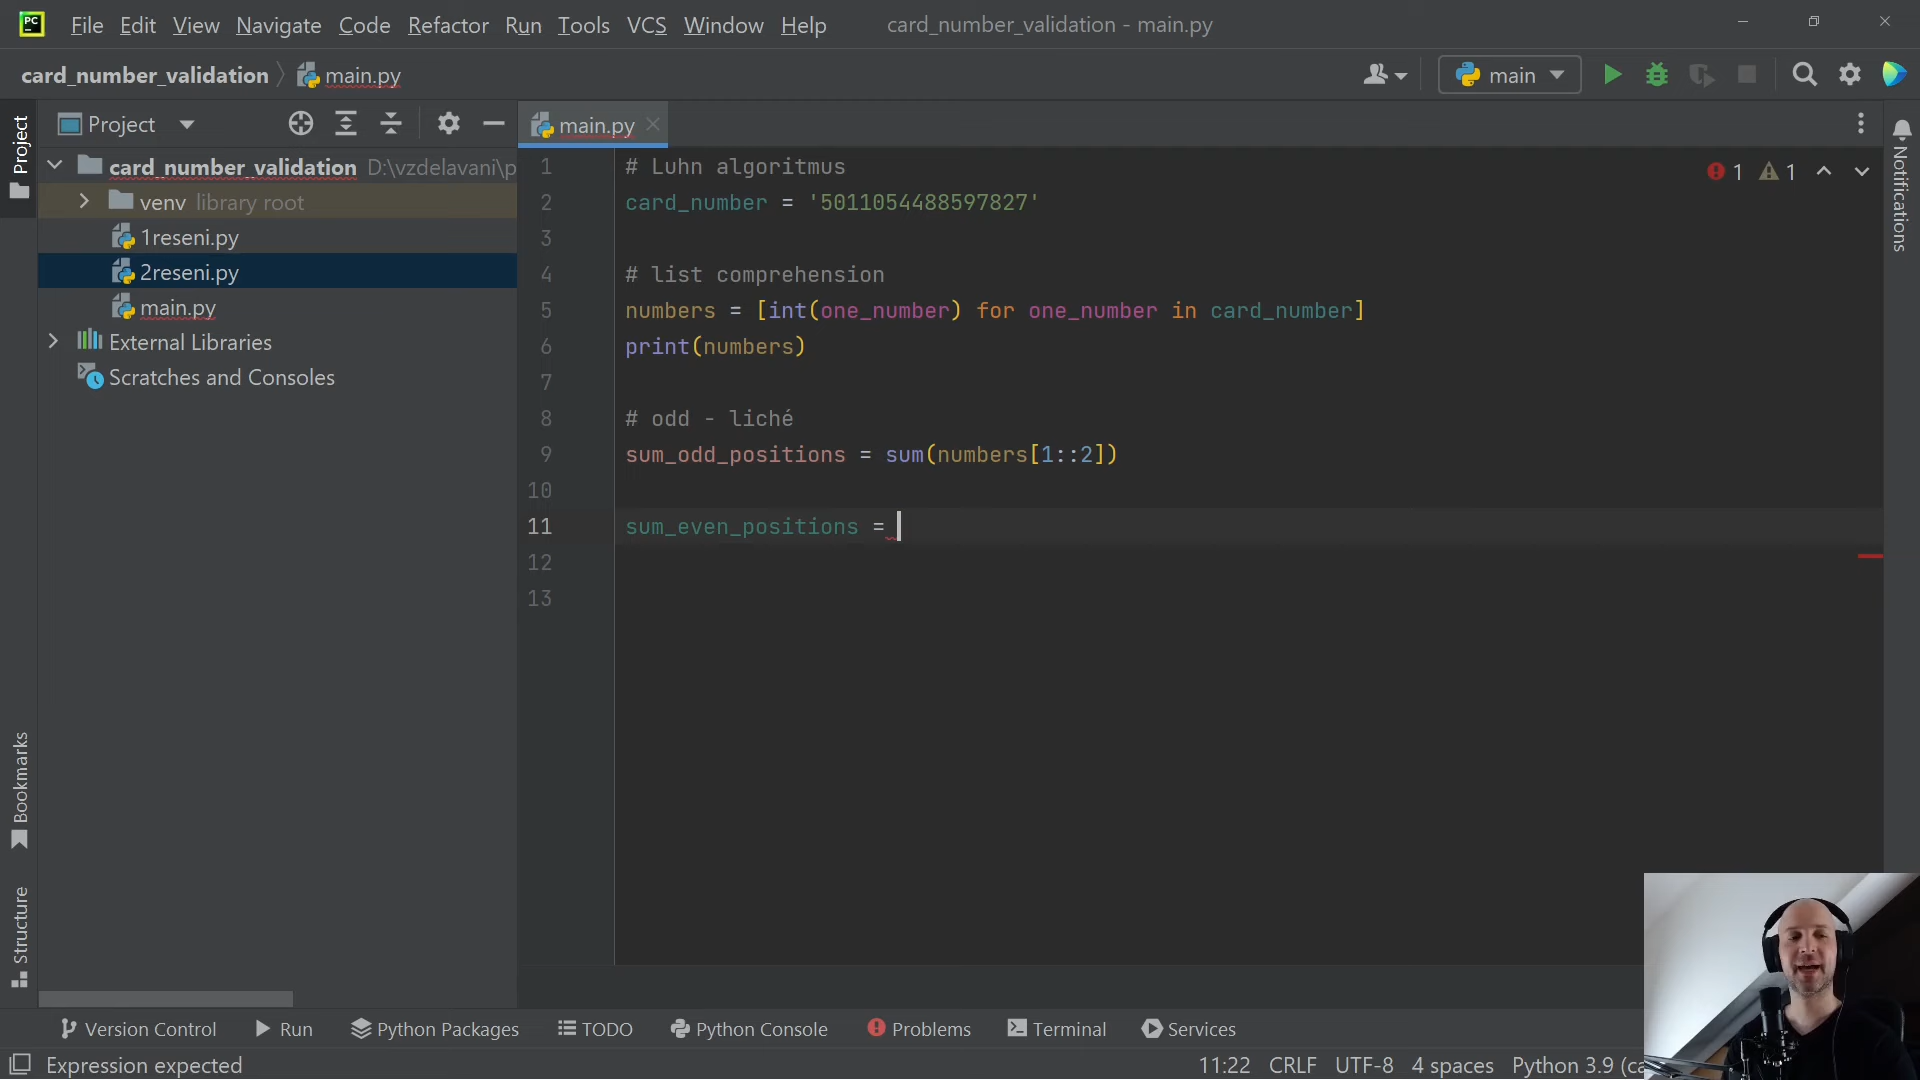 PC File Edit View Navigate Code Refactor Run Tools VCS Window Help card_number_validation - main.py
card_number_validation main.py main
Project
Project main.py
card_number_validation D:\vzdelavani\p
venv library root
1reseni.py
2reseni.py
main.py
External Libraries
Scratches and Consoles
1 # Luhn algoritmus
2 card_number = '5011054488597827'
3
4 # list comprehension
5 numbers = [int(one_number) for one_number in card_number]
6 print(numbers)
7
8 # odd - liché
9 sum_odd_positions = sum(numbers[1::2])
10
11 sum_even_positions =
12
13
1 1
Notifications
Bookmarks
Structure
Version Control Run Python Packages TODO Python Console Problems Terminal Services
Expression expected 11:22 CRLF UTF-8 4 spaces Python 3.9 (ca